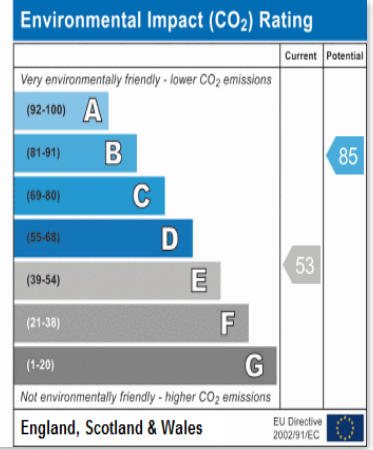 Environmental Impact (CO₂) Rating
Current Potential
Very environmentally friendly - lower CO₂ emissions
(92-100) A
(81-91) B
85
(69-80) C
(55-68) D
53
(39-54) E
(21-38) F
(1-20) G
Not environmentally friendly - higher CO₂ emissions
England, Scotland & Wales
EU Directive
2002/91/EC